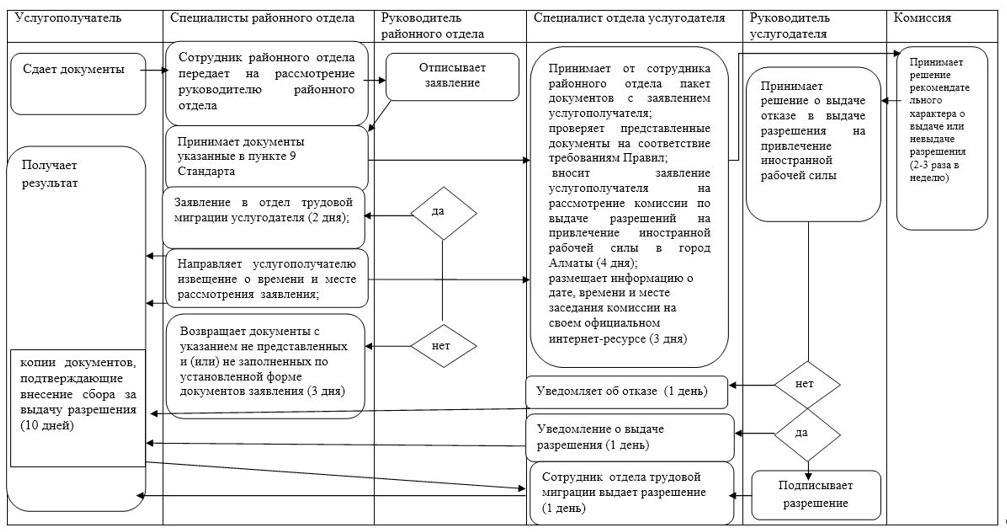 Услугополучатель
Специалисты районного отдела
Руководитель
районного отдела
Специалист отдела услугодателя
Руководитель
услугодателя
Комиссия
Сдает документы
Сотрудник районного отдела
передает на рассмотрение
руководителю районного
отдела
Отписывает
заявление
Принимает от сотрудника
районного отдела пакет
документов с заявлением
услугополучателя;
проверяет представленные
документы на соответствие
требованиям Правил;
вносит заявление
услугополучателя на
рассмотрение комиссии по
выдаче разрешений на
привлечение иностранной
рабочей силы в город
Алматы (4 дня);
размещает информацию о
дате, времени и месте
заседания комиссии на
своем официальном
интернет-ресурсе (3 дня)
Принимает
решение о выдаче
отказе в выдаче
разрешения на
привлечение
иностранной
рабочей силы
Принимает
решение
рекомендате
льного
характера о
выдаче или
невыдаче
разрешения
(2-3 раза в
неделю)
Принимает документы
указанные в пункте 9
Стандарта
Получает
результат
Заявление в отдел трудовой
миграции услугодателя (2 дня);
да
Направляет услугополучателю
извещение о времени и месте
рассмотрения заявления;
Возвращает документы с
указанием не представленных
и (или) не заполненных по
установленной форме
документов заявления (3 дня)
нет
копии документов,
подтверждающие
внесение сбора за
выдачу разрешения
(10 дней)
Уведомляет об отказе (1 день)
нет
Уведомление о выдаче
разрешения (1 день)
да
Сотрудник отдела трудовой
миграции выдает разрешение
(1 день)
Подписывает
разрешение